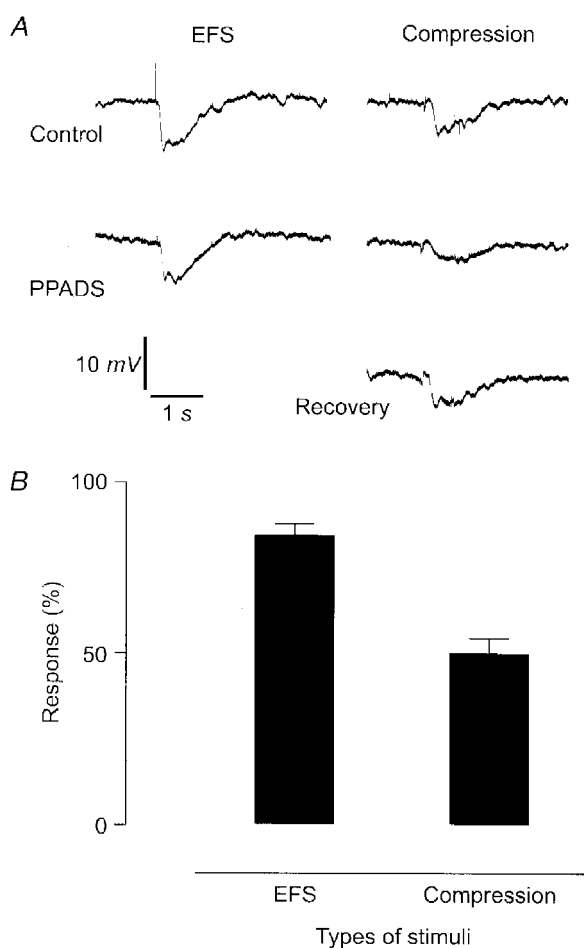 A
EFS Compression
Control
PPADS
10 mV
1 s
Recovery
B
100
50
0
Response (%)
EFS Compression
Types of stimuli